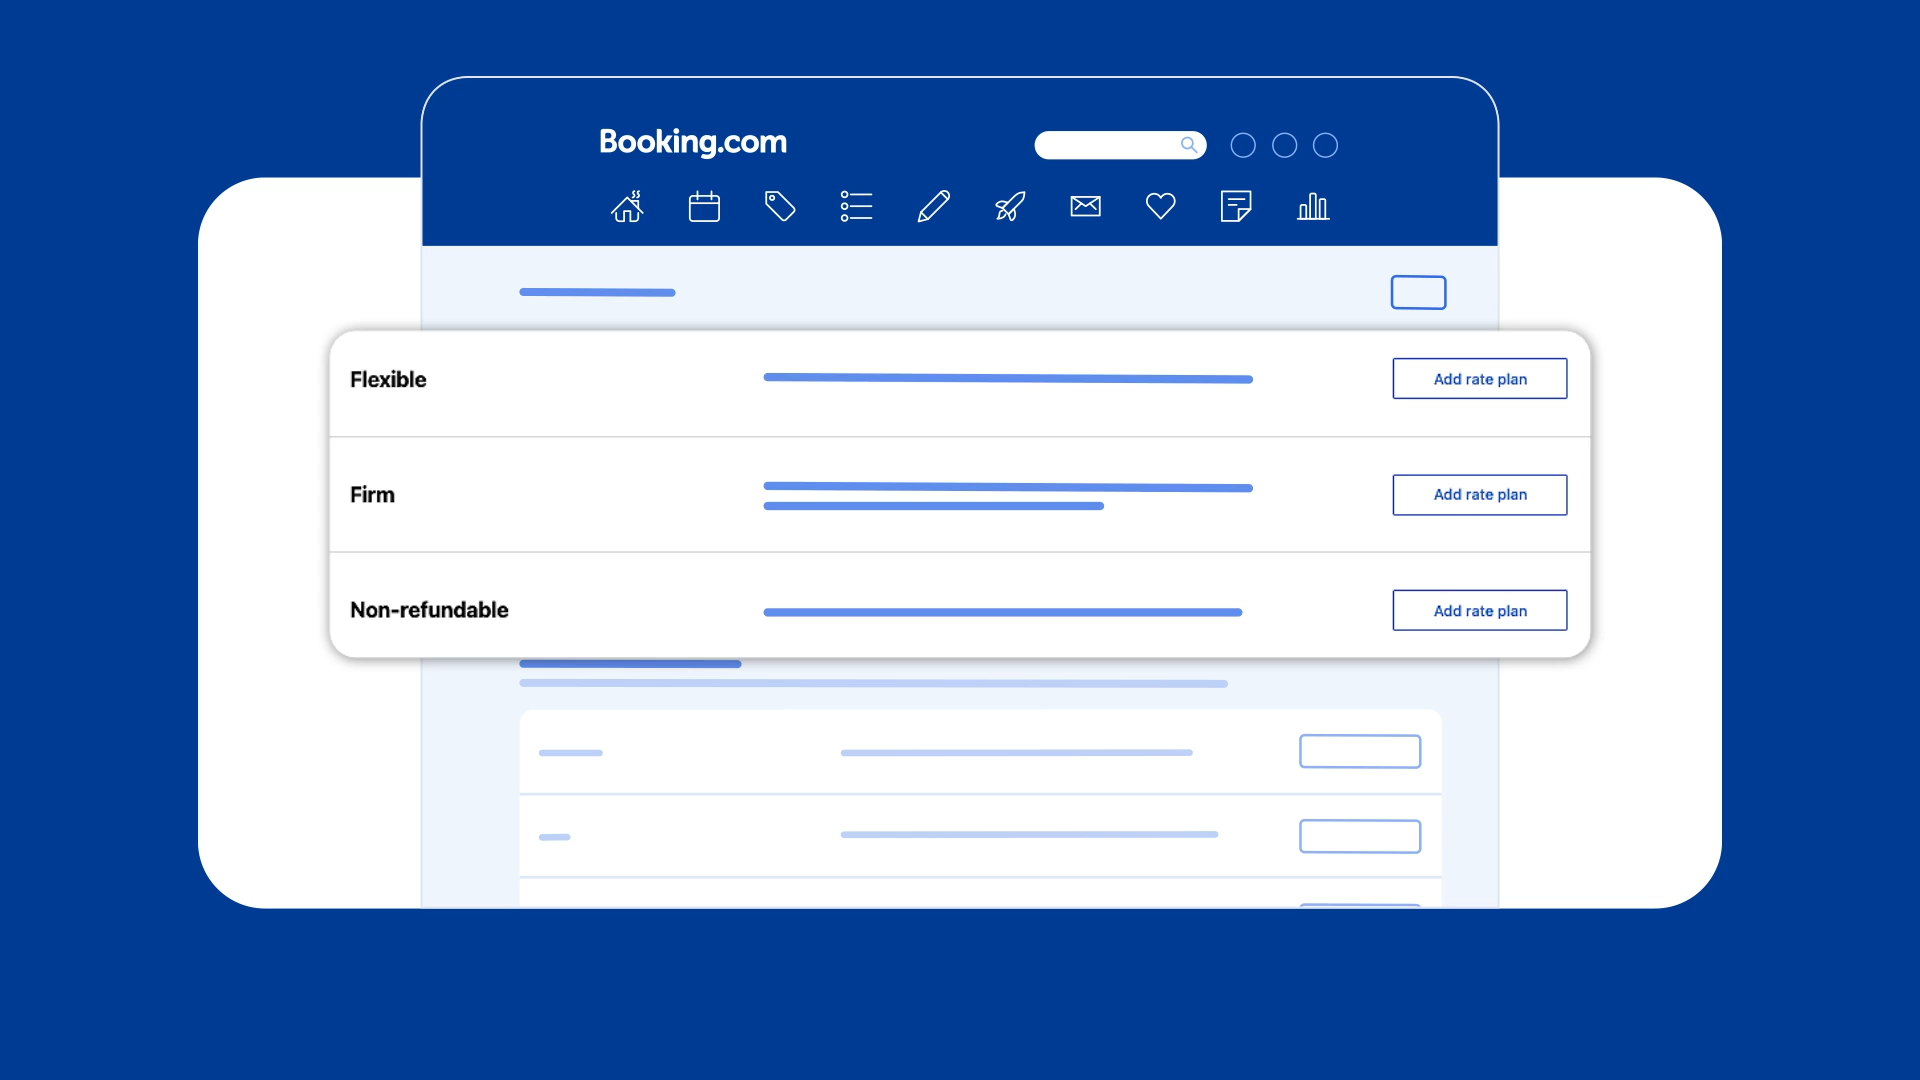 Booking.com
Flexible
Add rate plan
Firm
Add rate plan
Non-refundable
Add rate plan